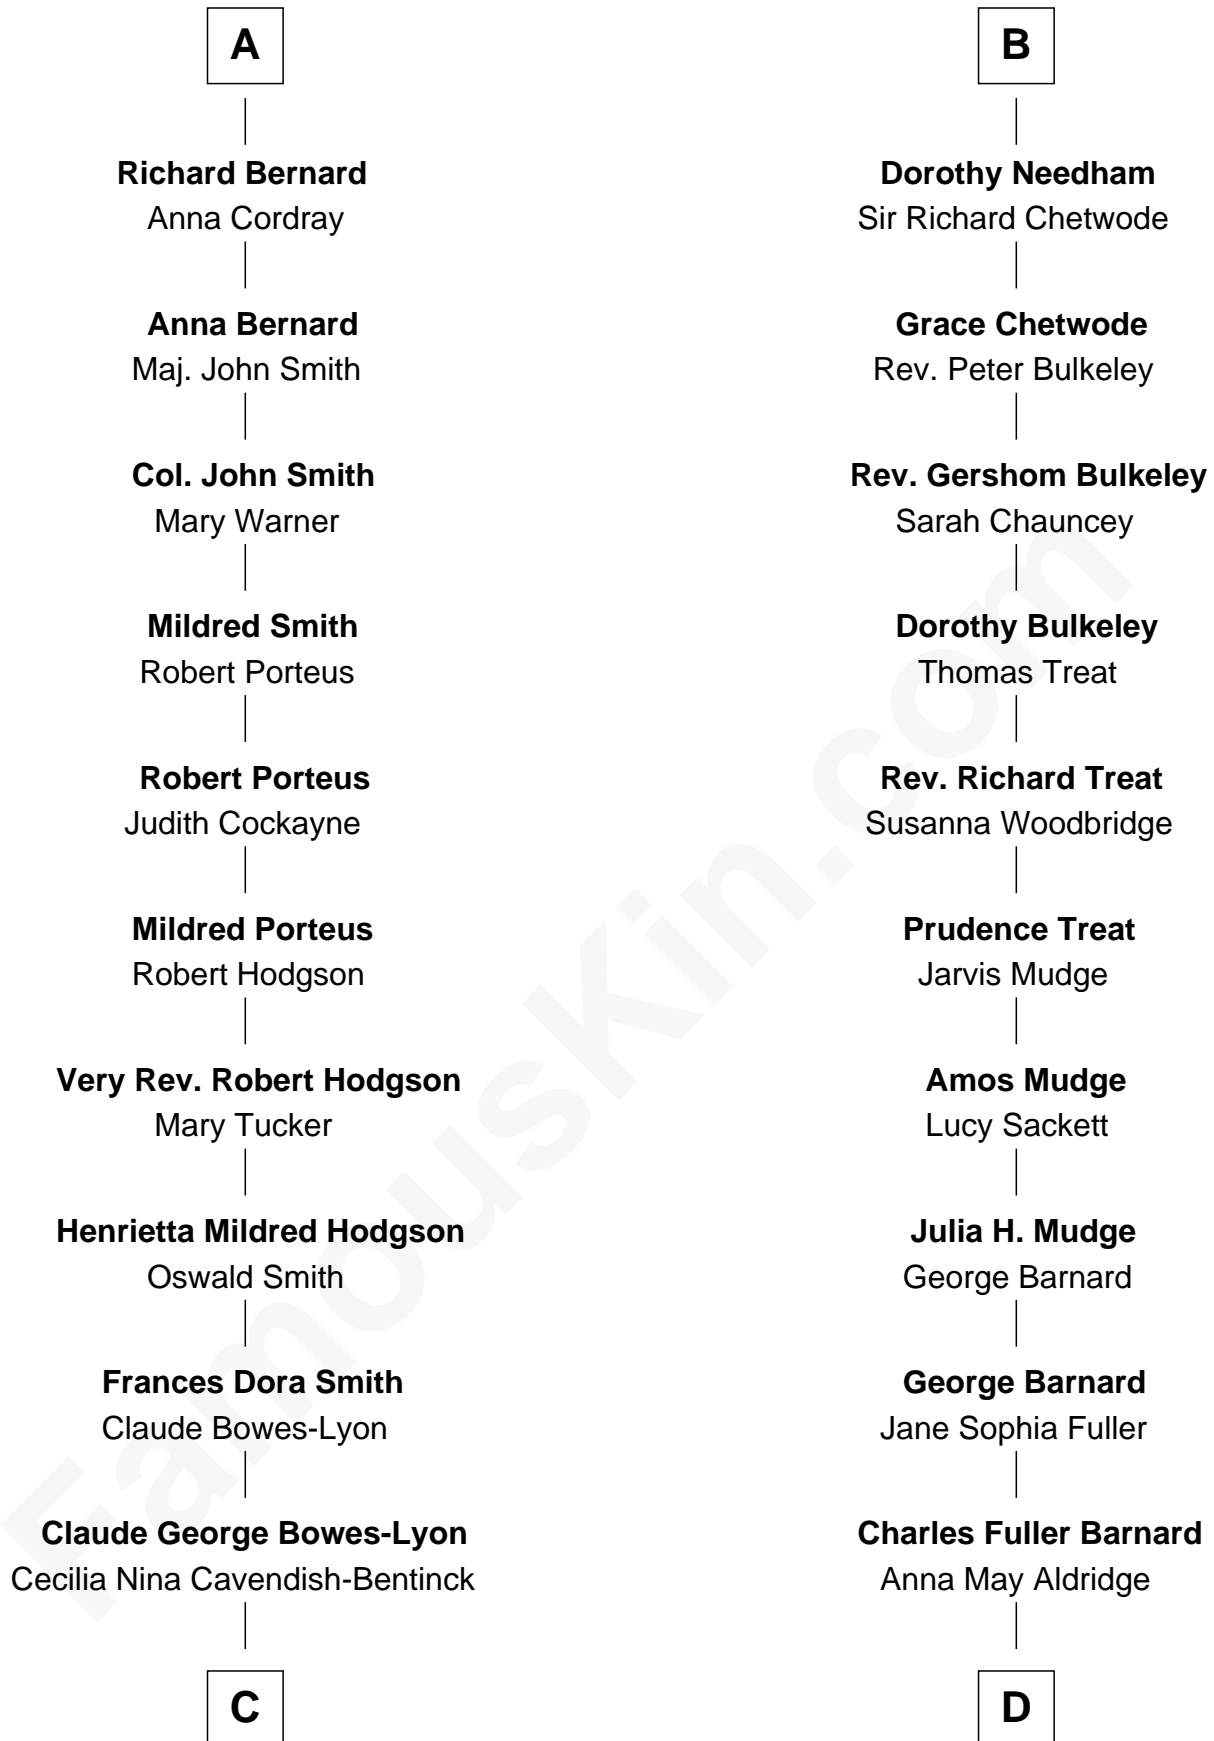 A
Richard Bernard
Anna Cordray
Anna Bernard
Maj. John Smith
Col. John Smith
Mary Warner
Mildred Smith
Robert Porteus
Robert Porteus
Judith Cockayne
Mildred Porteus
Robert Hodgson
Very Rev. Robert Hodgson
Mary Tucker
Henrietta Mildred Hodgson
Oswald Smith
Frances Dora Smith
Claude Bowes-Lyon
Claude George Bowes-Lyon
Cecilia Nina Cavendish-Bentinck
C
B
Dorothy Needham
Sir Richard Chetwode
Grace Chetwode
Rev. Peter Bulkeley
Rev. Gershom Bulkeley
Sarah Chauncey
Dorothy Bulkeley
Thomas Treat
Rev. Richard Treat
Susanna Woodbridge
Prudence Treat
Jarvis Mudge
Amos Mudge
Lucy Sackett
Julia H. Mudge
George Barnard
George Barnard
Jane Sophia Fuller
Charles Fuller Barnard
Anna May Aldridge
D
FamousKin.com